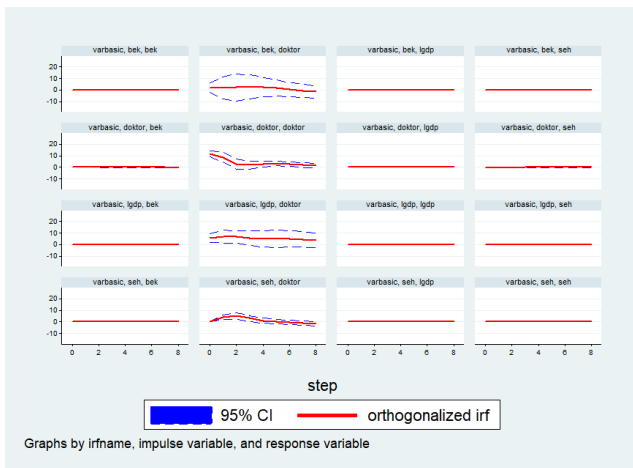 varbasic, bek, bek varbasic, bek, doktor varbasic, bek, lgdp varbasic, bek, seh
20
10
0
-10
varbasic, doktor, bek varbasic, doktor, doktor varbasic, doktor, lgdp varbasic, doktor, seh
20
10
0
-10
varbasic, lgdp, bek varbasic, lgdp, doktor varbasic, lgdp, lgdp varbasic, lgdp, seh
20
10
0
-10
varbasic, seh, bek varbasic, seh, doktor varbasic, seh, lgdp varbasic, seh, seh
20
10
0
-10
0 2 4 6 8 0 2 4 6 8 0 2 4 6 8 0 2 4 6 8
step
95% CI orthogonalized irf
Graphs by irfname, impulse variable, and response variable